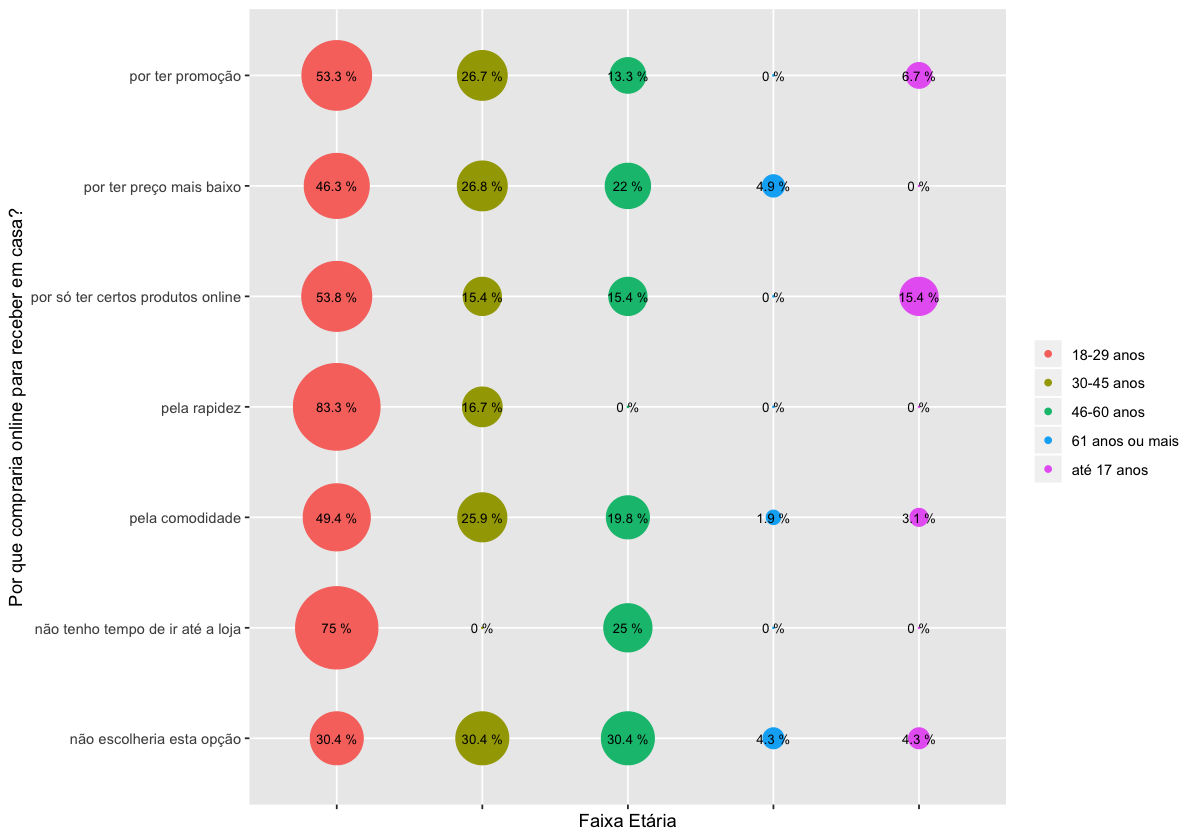 Por que compraria online para receber em casa?
por ter promoção 53.3 % 26.7 % 13.3 % 0 % 6.7 %
por ter preço mais baixo 46.3 % 26.8 % 22 % 4.9 % 0 %
por só ter certos produtos online 53.8 % 15.4 % 15.4 % 0 % 15.4 %
pela rapidez 83.3 % 16.7 % 0 % 0 % 0 %
pela comodidade 49.4 % 25.9 % 19.8 % 1.9 % 3.1 %
não tenho tempo de ir até a loja 75 % 0 % 25 % 0 % 0 %
não escolheria esta opção 30.4 % 30.4 % 30.4 % 4.3 % 4.3 %
Faixa Etária
18-29 anos
30-45 anos
46-60 anos
61 anos ou mais
até 17 anos